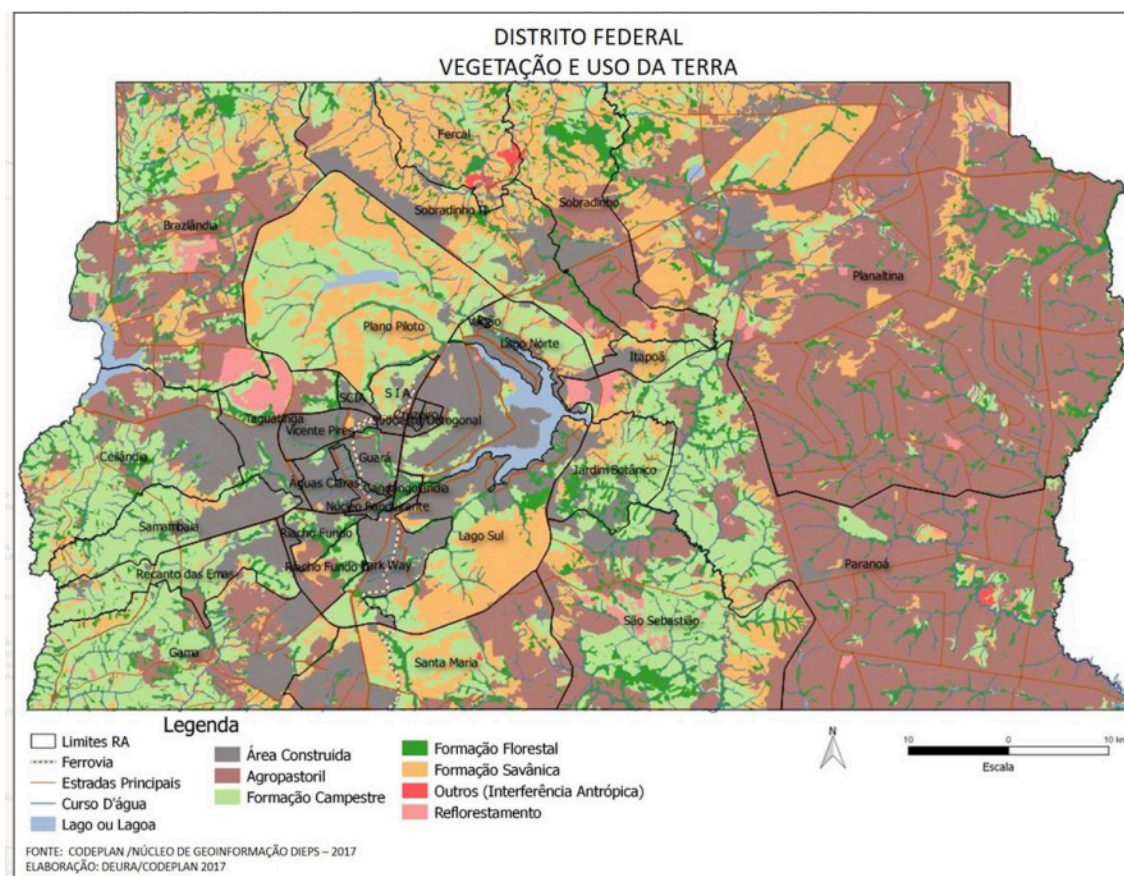 DISTRITO FEDERAL
VEGETAÇÃO E USO DA TERRA
Fercal
Sobradinho II
Sobradinho
Brazlândia
Planaltina
Plano Piloto
Varjão
Lago Norte
Itapoã
SCIA
S I A
Cruzeiro
Taguatinga
Vicente Pires
Guará
Ceilândia
Águas Claras
Candangolândia
Jardim Botânico
Núcleo Bandeirante
Samambaia
Riacho Fundo
Lago Sul
Riacho Fundo II
Park Way
Recanto das Emas
Paranoá
São Sebastião
Gama
Santa Maria
Legenda
Limites RA
Ferrovia
Estradas Principais
Curso D'água
Lago ou Lagoa
Área Construida
Agropastoril
Formação Campestre
Formação Florestal
Formação Savânica
Outros (Interferência Antrópica)
Reflorestamento
N
10 0 10 km
Escala
FONTE: CODEPLAN /NÚCLEO DE GEOINFORMAÇÃO DIEPS – 2017
ELABORAÇÃO: DEURA/CODEPLAN 2017